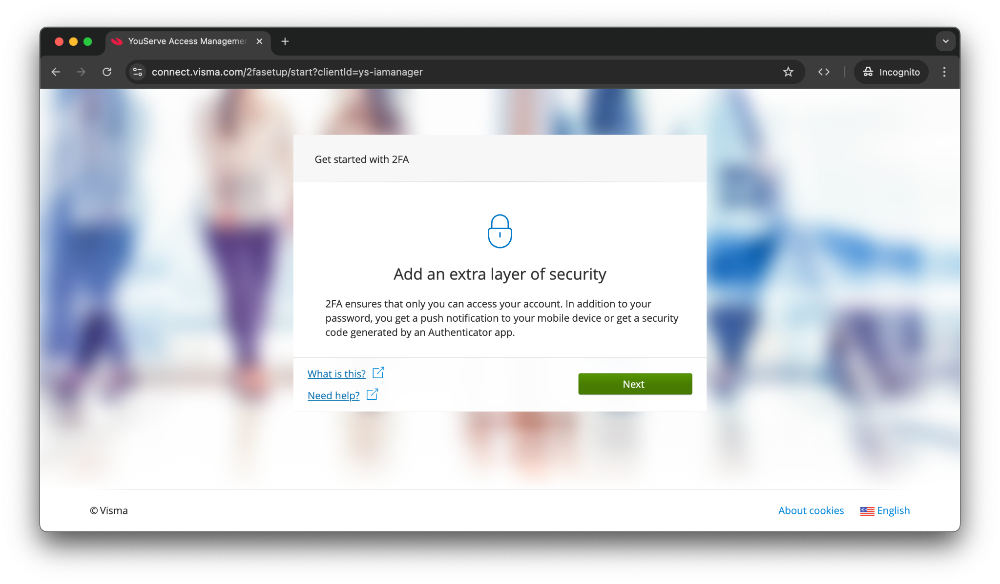 YouServe Access Managemen
connect.visma.com/2fasetup/start?clientId=ys-iamanager
Incognito
Get started with 2FA
Add an extra layer of security
2FA ensures that only you can access your account. In addition to your
password, you get a push notification to your mobile device or get a security
code generated by an Authenticator app.
What is this?
Need help?
Next
© Visma
About cookies
English